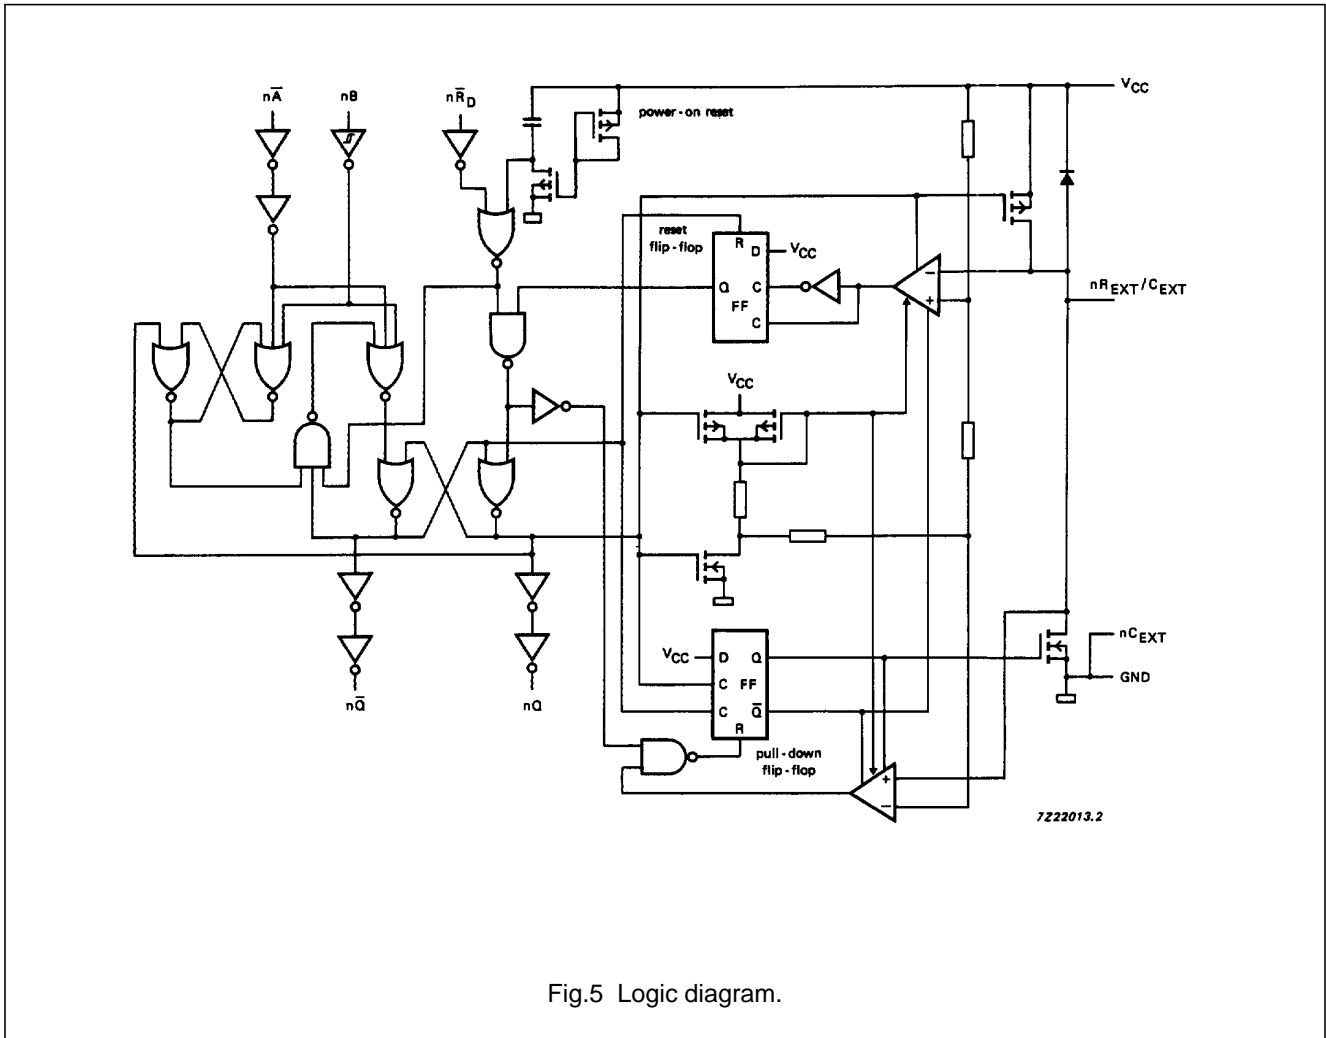 nA̅ nB nR̅D VCC
power - on reset
reset
flip - flop
R
D VCC
Q C
FF
C
− +
nREXT/CEXT
VCC
VCC D Q
C FF
C Q̅
R
nCEXT
GND
nQ̅ nQ
pull - down
flip - flop
+ −
7Z22013.2
Fig.5 Logic diagram.